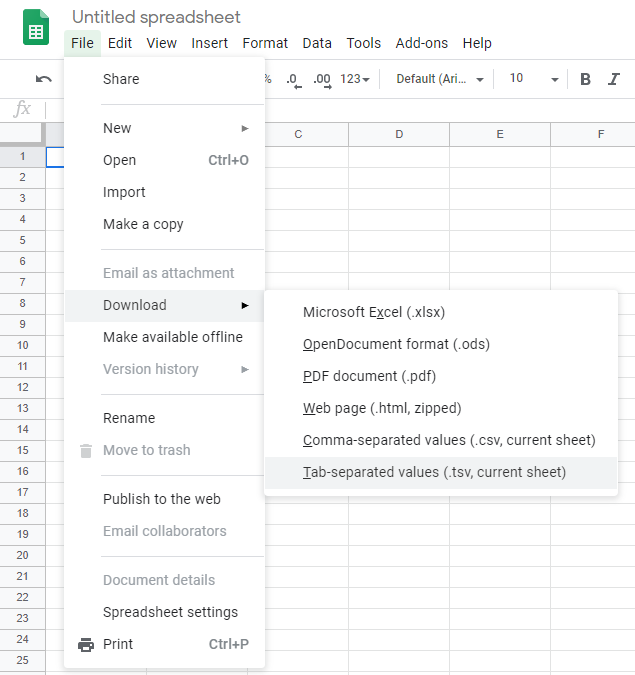 Untitled spreadsheet
File Edit View Insert Format Data Tools Add-ons Help
% .0 .00 123 Default (Ari... 10 B I
fx
C D E F
Share
New
Open Ctrl+O
Import
Make a copy
Email as attachment
Download
Make available offline
Version history
Rename
Move to trash
Publish to the web
Email collaborators
Document details
Spreadsheet settings
Print Ctrl+P
Microsoft Excel (.xlsx)
OpenDocument format (.ods)
PDF document (.pdf)
Web page (.html, zipped)
Comma-separated values (.csv, current sheet)
Tab-separated values (.tsv, current sheet)
1
2
3
4
5
6
7
8
9
10
11
12
13
14
15
16
17
18
19
20
21
22
23
24
25